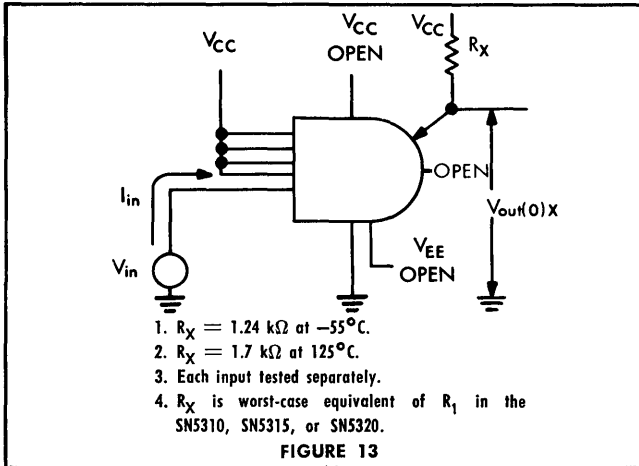 VCC
VCC
OPEN
VCC
RX
OPEN
Iin
Vout(0)X
Vin
VEE
OPEN
1. RX = 1.24 kΩ at −55°C.
2. RX = 1.7 kΩ at 125°C.
3. Each input tested separately.
4. RX is worst-case equivalent of R1 in the
SN5310, SN5315, or SN5320.
FIGURE 13